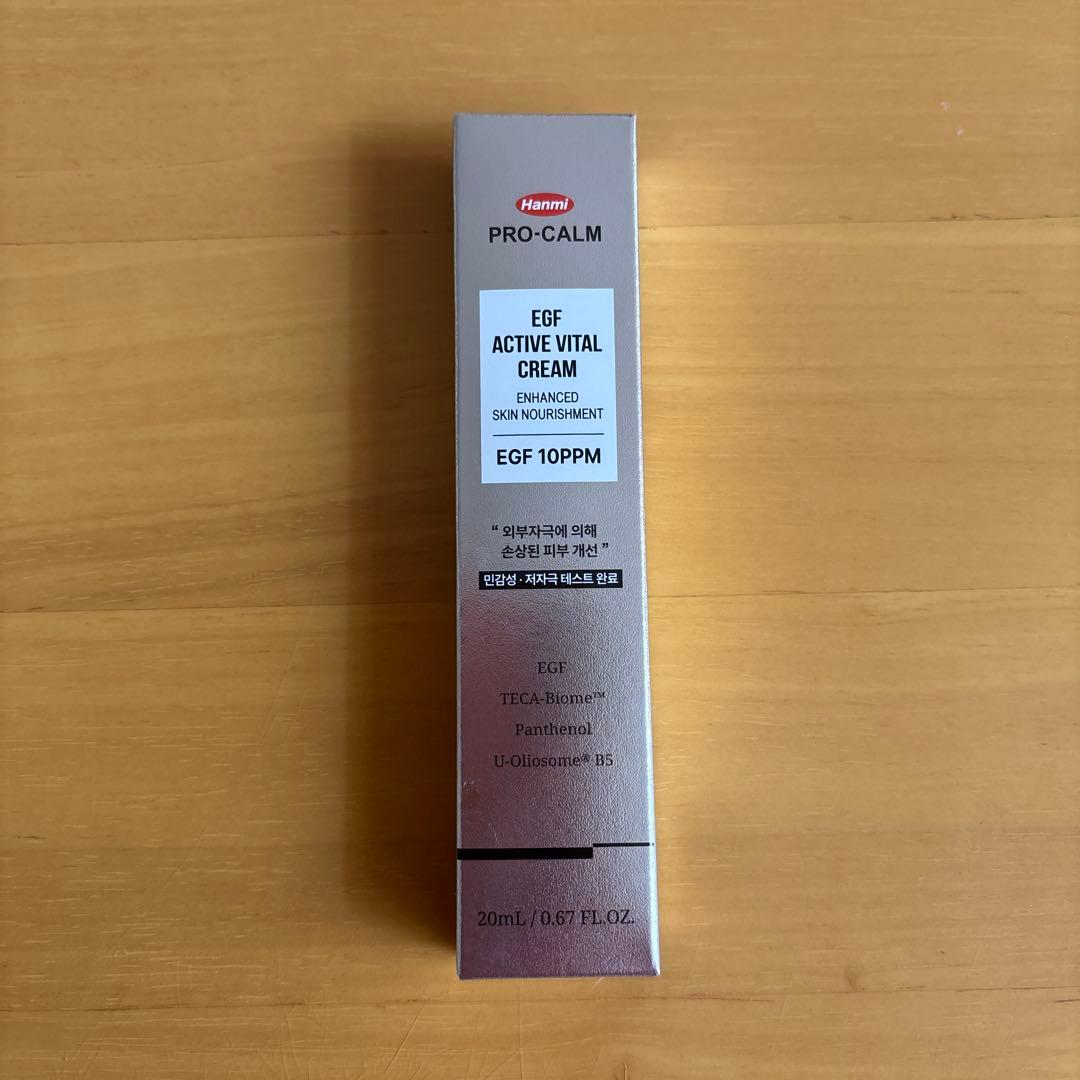 Hanmi
PRO-CALM
EGF
ACTIVE VITAL
CREAM
ENHANCED
SKIN NOURISHMENT
EGF 10PPM
“ 외부자극에 의해
손상된 피부 개선 ”
민감성 · 저자극 테스트 완료
EGF
TECA-Biome™
Panthenol
U-Oliosome® B5
20mL / 0.67 FL.OZ.